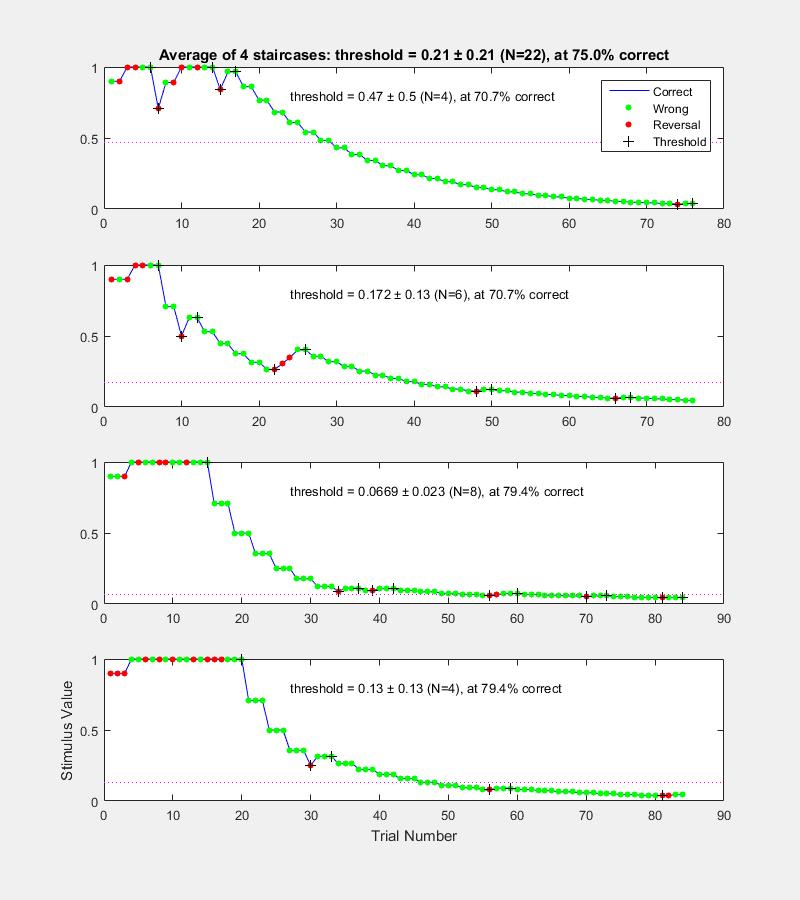 Average of 4 staircases: threshold = 0.21 ± 0.21 (N=22), at 75.0% correct
1
0.5
0
threshold = 0.47 ± 0.5 (N=4), at 70.7% correct
Correct
Wrong
Reversal
Threshold
0 10 20 30 40 50 60 70 80
1
0.5
0
threshold = 0.172 ± 0.13 (N=6), at 70.7% correct
0 10 20 30 40 50 60 70 80
1
0.5
0
threshold = 0.0669 ± 0.023 (N=8), at 79.4% correct
0 10 20 30 40 50 60 70 80 90
Stimulus Value
1
0.5
0
threshold = 0.13 ± 0.13 (N=4), at 79.4% correct
0 10 20 30 40 50 60 70 80 90
Trial Number